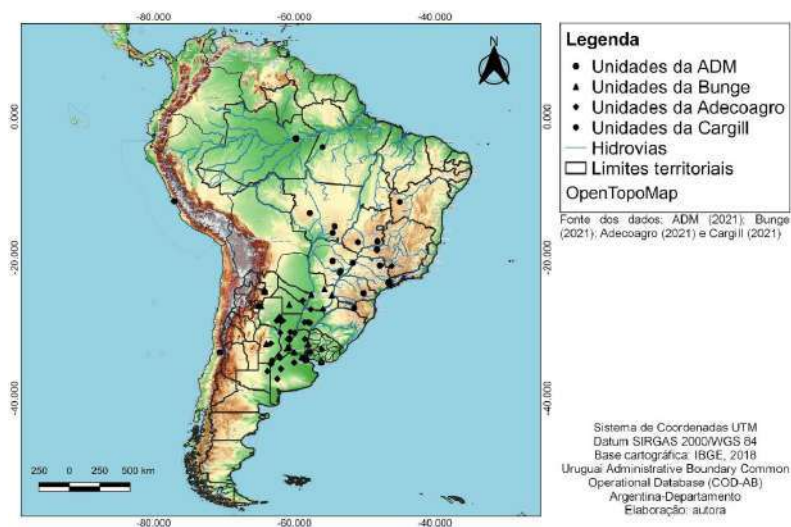 -80.000
-60.000
-40.000
N
0.000
-20.000
-40.000
0.000
-20.000
-40.000
250 0 250 500 km
-80.000
-60.000
-40.000
Legenda
Unidades da ADM
Unidades da Bunge
Unidades da Adecoagro
Unidades da Cargill
Hidrovias
Limites territoriais
OpenTopoMap
Fonte dos dados: ADM (2021); Bunge
(2021); Adecoagro (2021) e Cargill (2021)
Sistema de Coordenadas UTM
Datum SIRGAS 2000/WGS 84
Base cartográfica: IBGE, 2018
Uruguai Administrative Boundary Common
Operational Database (COD-AB)
Argentina-Departamento
Elaboração: autora